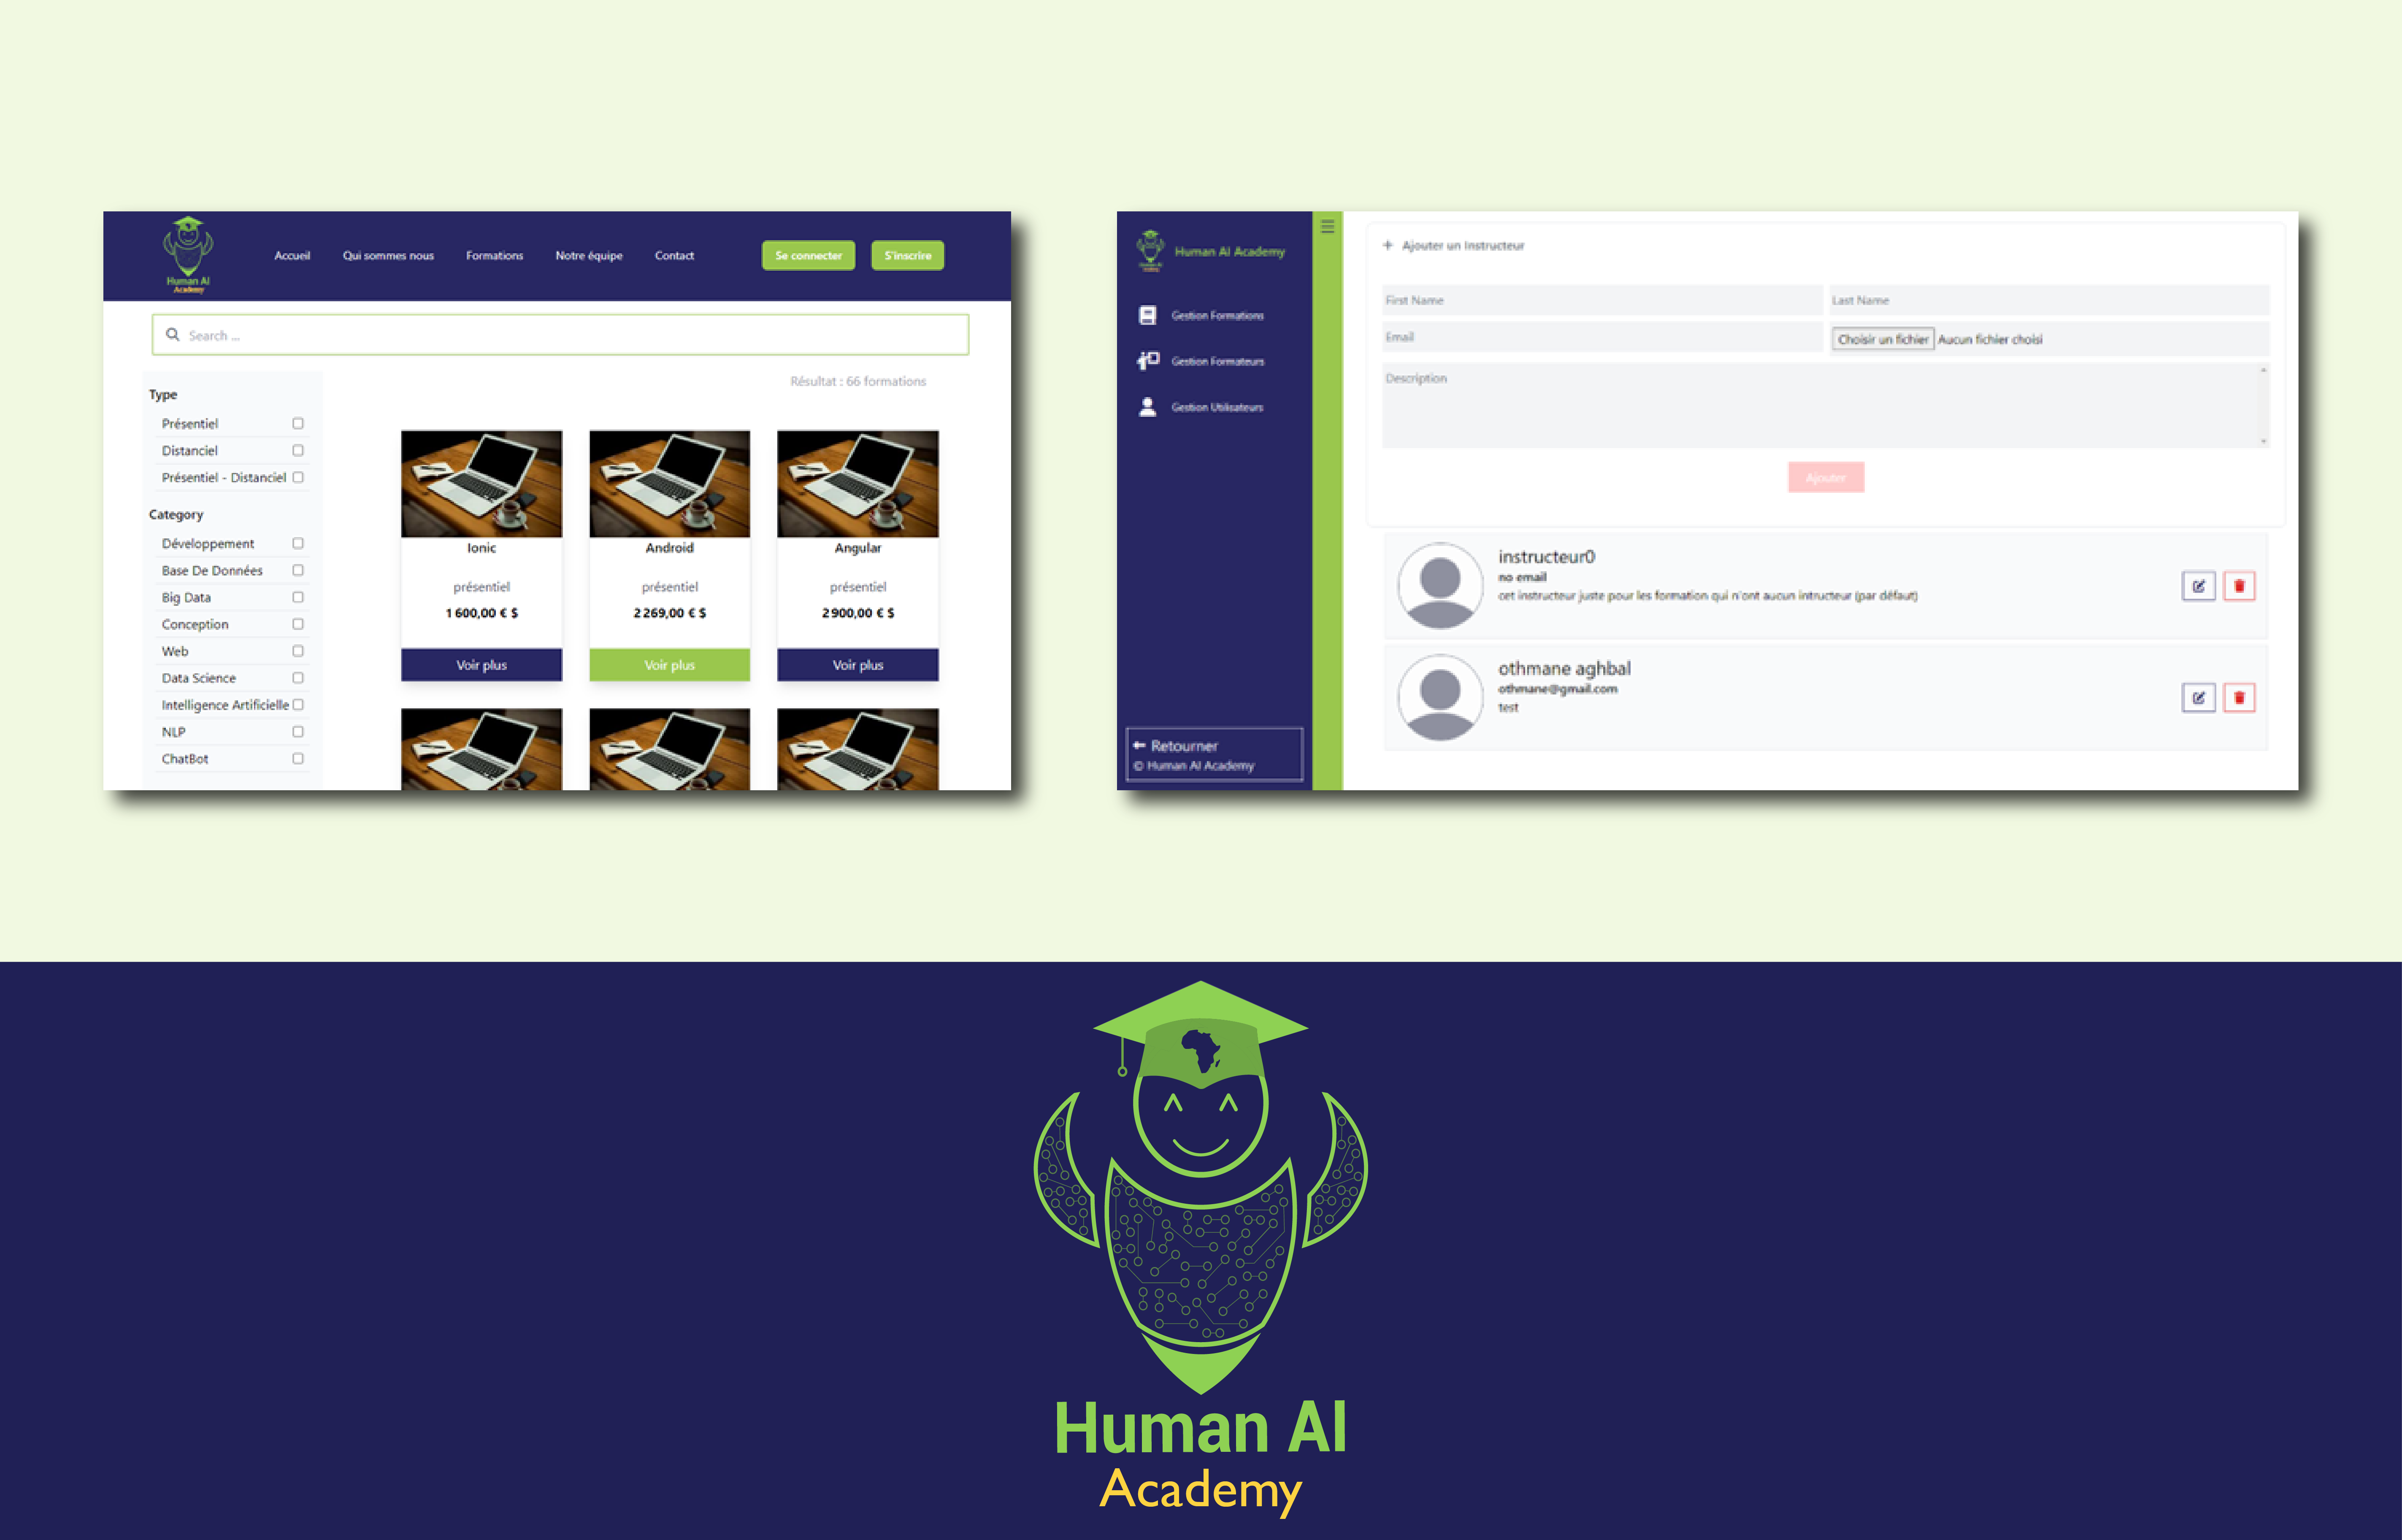 Human AI
Academy
Accueil
Qui sommes nous
Formations
Notre équipe
Contact
Se connecter
S'inscrire
Search ...
Résultat : 66 formations
Type
Présentiel
Distanciel
Présentiel - Distanciel
Category
Développement
Base De Données
Big Data
Conception
Web
Data Science
Intelligence Artificielle
NLP
ChatBot
Ionic
présentiel
1 600,00 € $
Voir plus
Android
présentiel
2 269,00 € $
Voir plus
Angular
présentiel
2 900,00 € $
Voir plus
Human AI Academy
Gestion Formations
Gestion Formateurs
Gestion Utilisateurs
Retourner
© Human AI Academy
+ Ajouter un Instructeur
First Name
Last Name
Email
Choisir un fichier Aucun fichier choisi
Description
Ajouter
instructeur0
no email
cet instructeur juste pour les formation qui n'ont aucun intructeur (par défaut)
othmane aghbal
othmane@gmail.com
test
Human AI
Academy